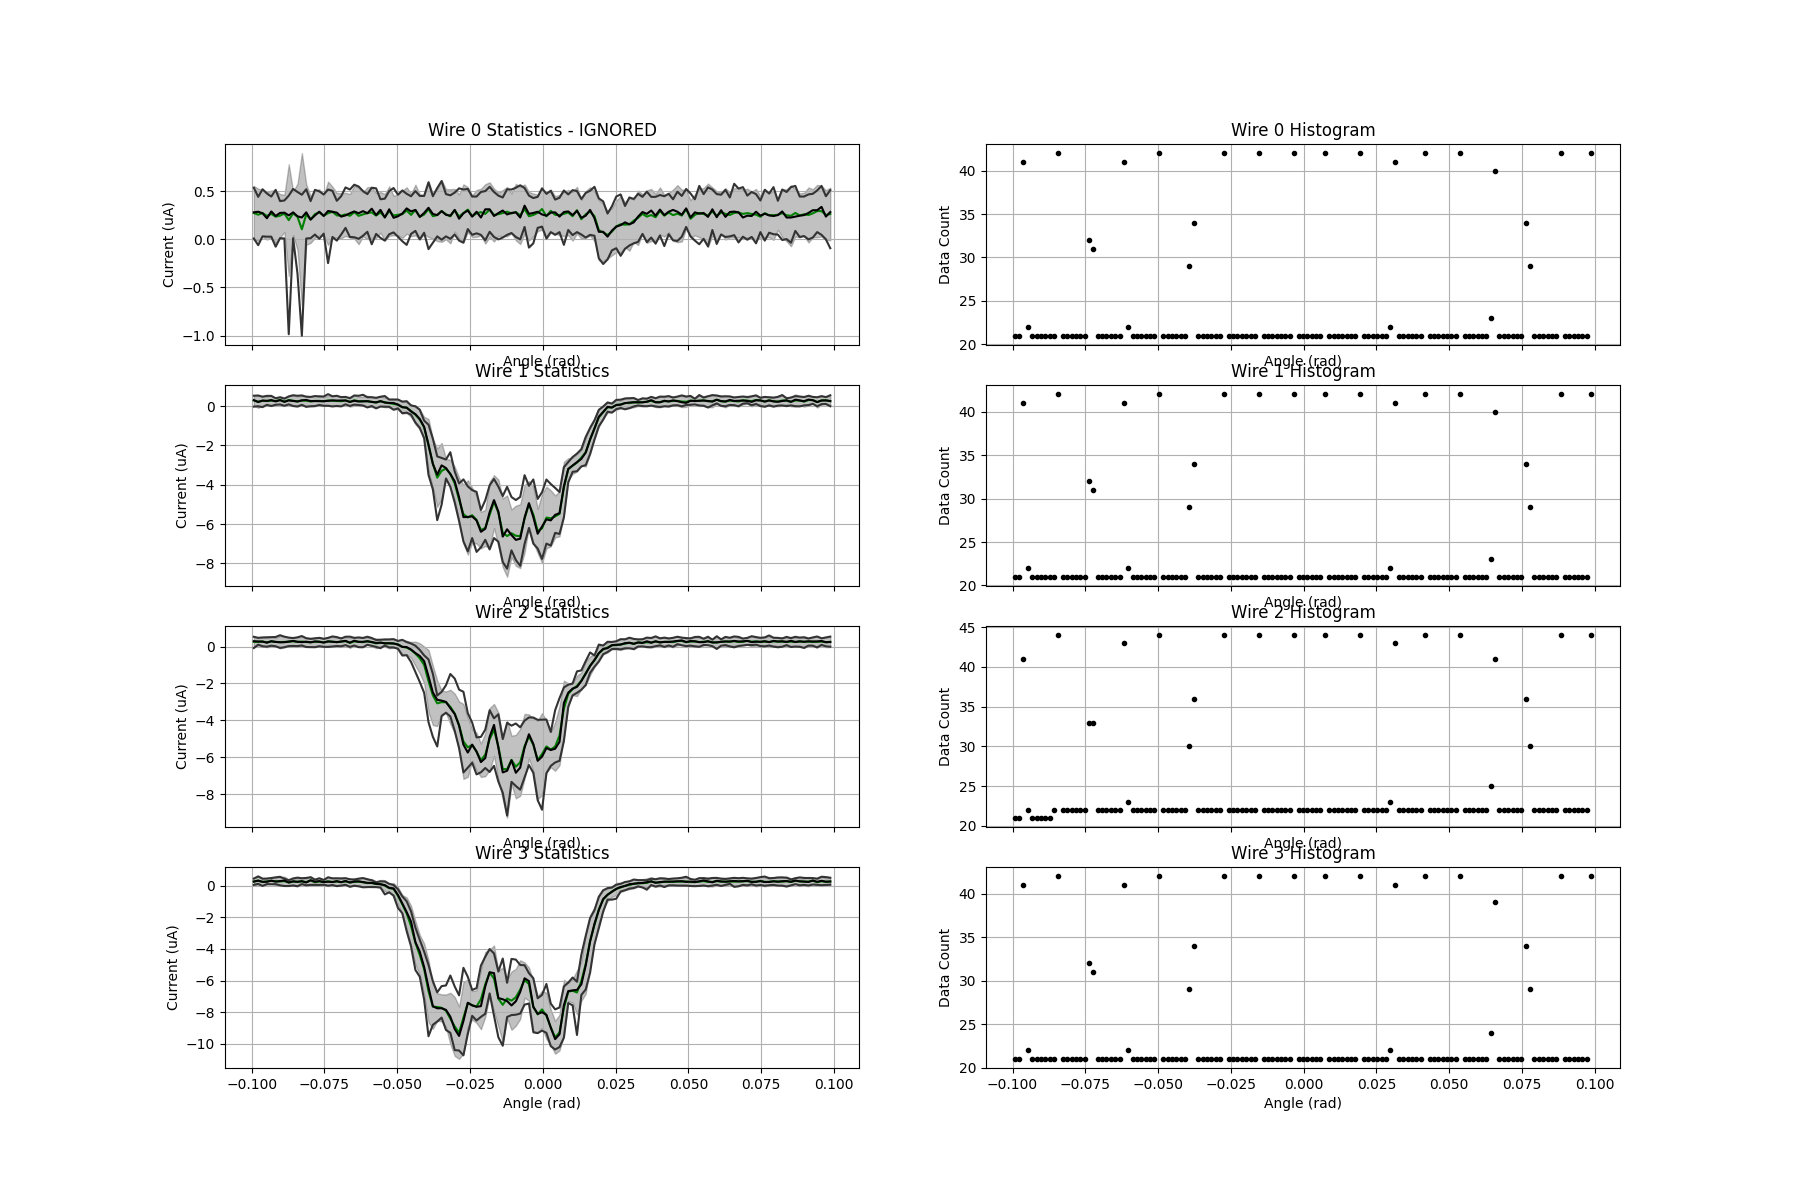 Wire 0 Statistics - IGNORED
Current (uA)
0.5
0.0
−0.5
−1.0
Angle (rad)
Wire 0 Histogram
Data Count
40
35
30
25
20
Angle (rad)
Wire 1 Statistics
Current (uA)
0
−2
−4
−6
−8
Angle (rad)
Wire 1 Histogram
Data Count
40
35
30
25
20
Angle (rad)
Wire 2 Statistics
Current (uA)
0
−2
−4
−6
−8
Angle (rad)
Wire 2 Histogram
Data Count
45
40
35
30
25
20
Angle (rad)
Wire 3 Statistics
Current (uA)
0
−2
−4
−6
−8
−10
−0.100 −0.075 −0.050 −0.025 0.000 0.025 0.050 0.075 0.100
Angle (rad)
Wire 3 Histogram
Data Count
40
35
30
25
20
−0.100 −0.075 −0.050 −0.025 0.000 0.025 0.050 0.075 0.100
Angle (rad)